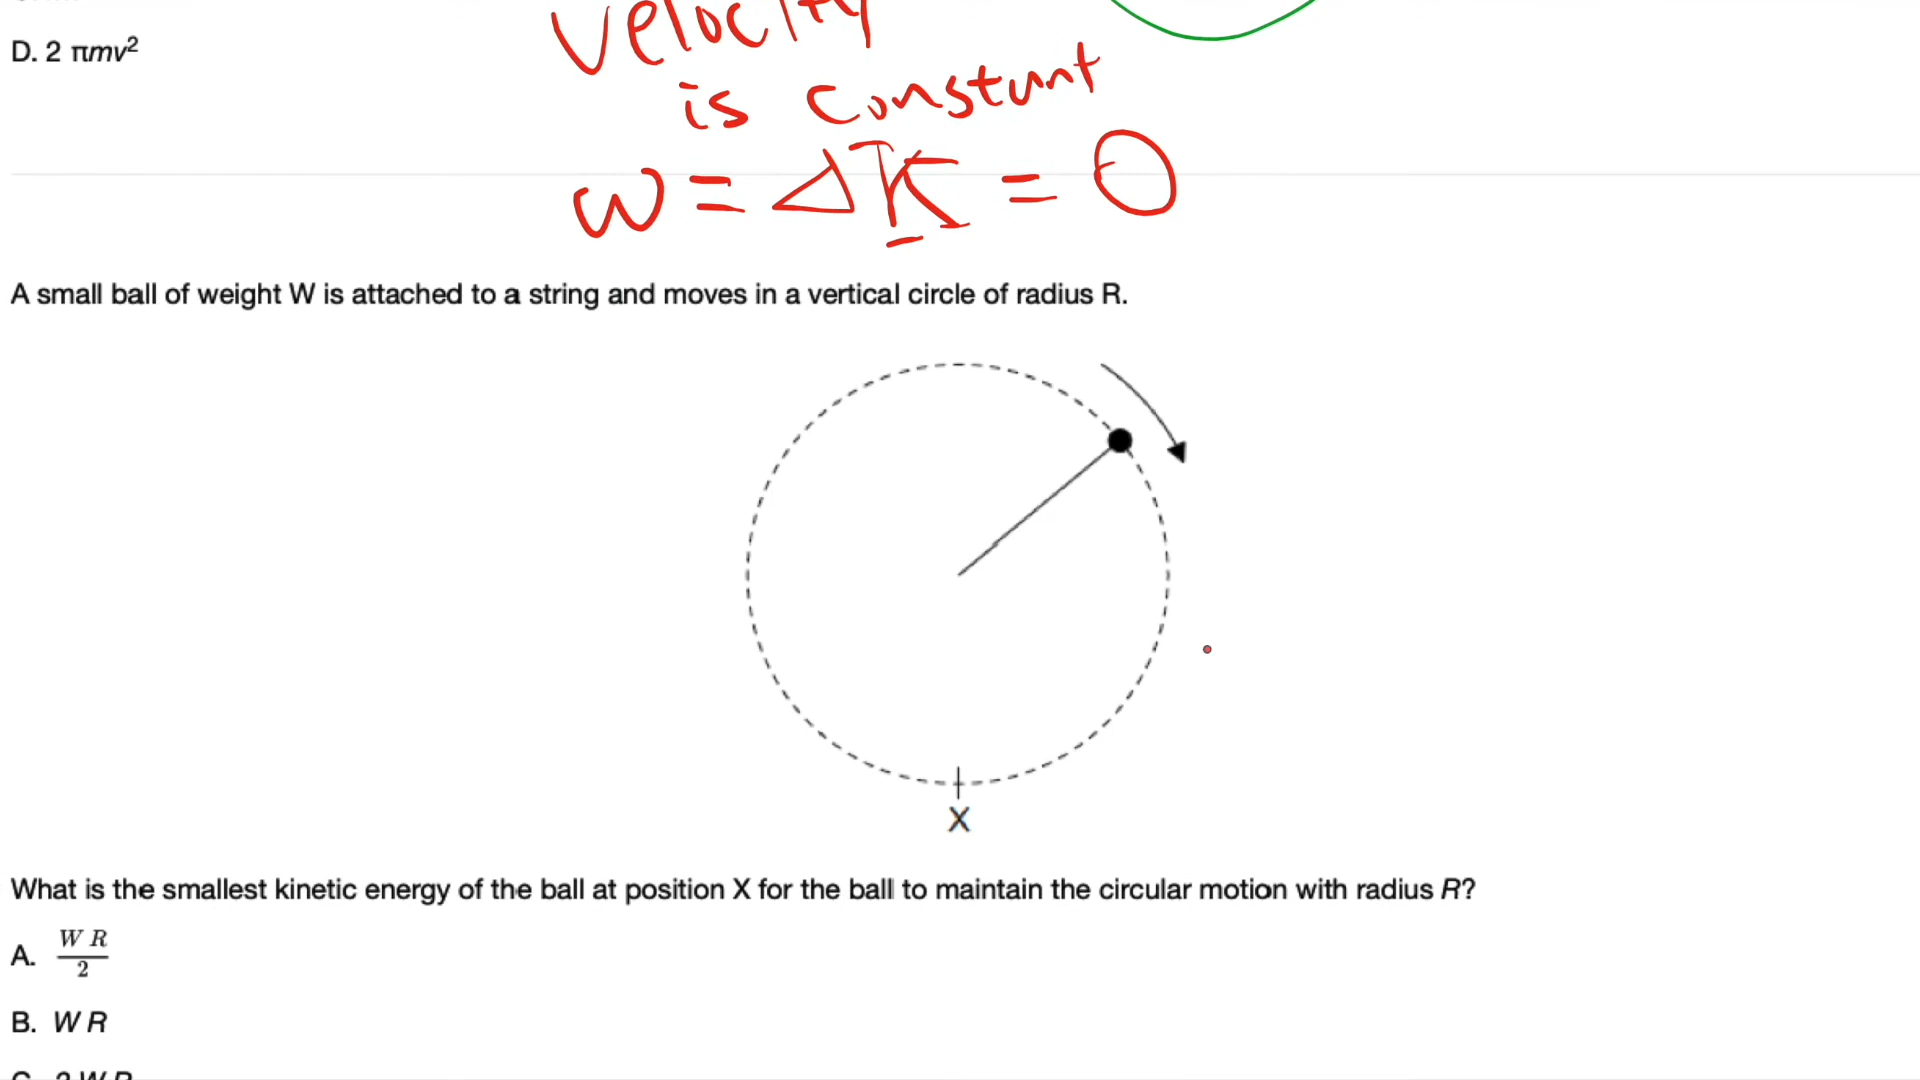 D. 2 πmv²
velocity
is constant
W = ΔK = 0
A small ball of weight W is attached to a string and moves in a vertical circle of radius R.
X
What is the smallest kinetic energy of the ball at position X for the ball to maintain the circular motion with radius R?
A. W R / 2
B. W R